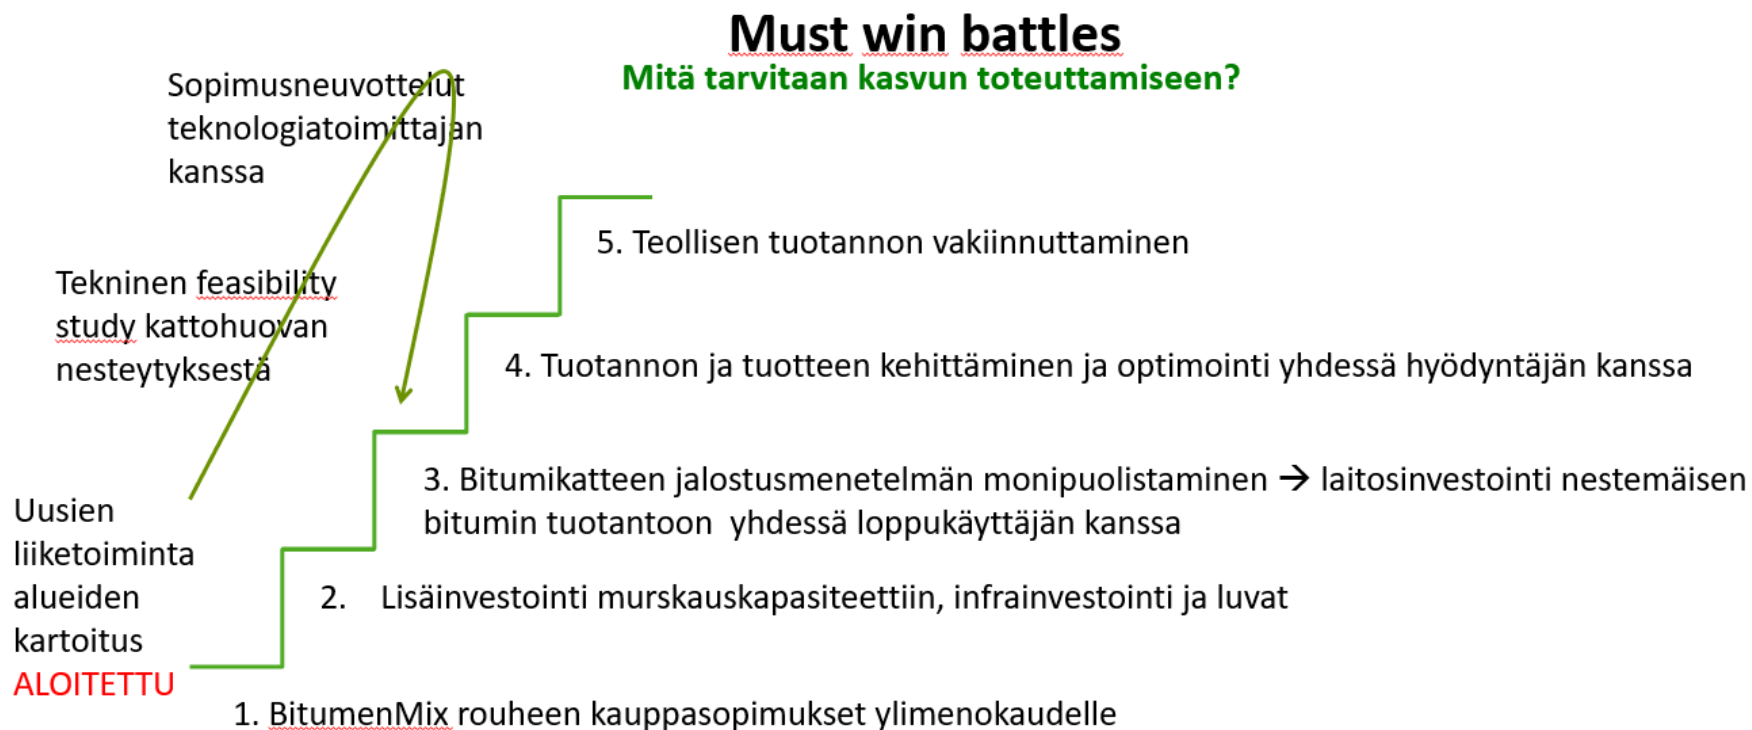 Must win battles
Mitä tarvitaan kasvun toteuttamiseen?
Sopimusneuvottelut
teknologiatoimittajan
kanssa
Tekninen feasibility
study kattohuovan
nesteytyksestä
Uusien
liiketoiminta
alueiden
kartoitus
ALOITETTU
5. Teollisen tuotannon vakiinnuttaminen
4. Tuotannon ja tuotteen kehittäminen ja optimointi yhdessä hyödyntäjän kanssa
3. Bitumikatteen jalostusmenetelmän monipuolistaminen → laitosinvestointi nestemäisen
bitumin tuotantoon yhdessä loppukäyttäjän kanssa
2. Lisäinvestointi murskauskapasiteettiin, infrainvestointi ja luvat
1. BitumenMix rouheen kauppasopimukset ylimenokaudelle